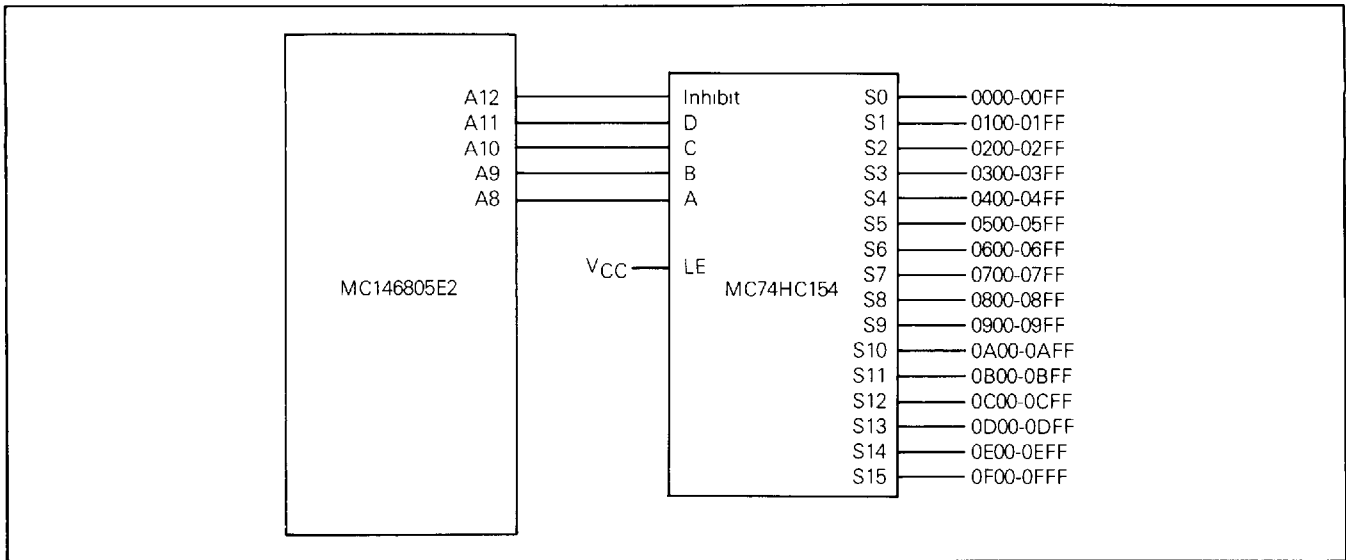 A12 Inhibit S0 0000-00FF
A11 D S1 0100-01FF
A10 C S2 0200-02FF
A9 B S3 0300-03FF
A8 A S4 0400-04FF
S5 0500-05FF
S6 0600-06FF
VCC LE S7 0700-07FF
MC146805E2 MC74HC154 S8 0800-08FF
S9 0900-09FF
S10 0A00-0AFF
S11 0B00-0BFF
S12 0C00-0CFF
S13 0D00-0DFF
S14 0E00-0EFF
S15 0F00-0FFF